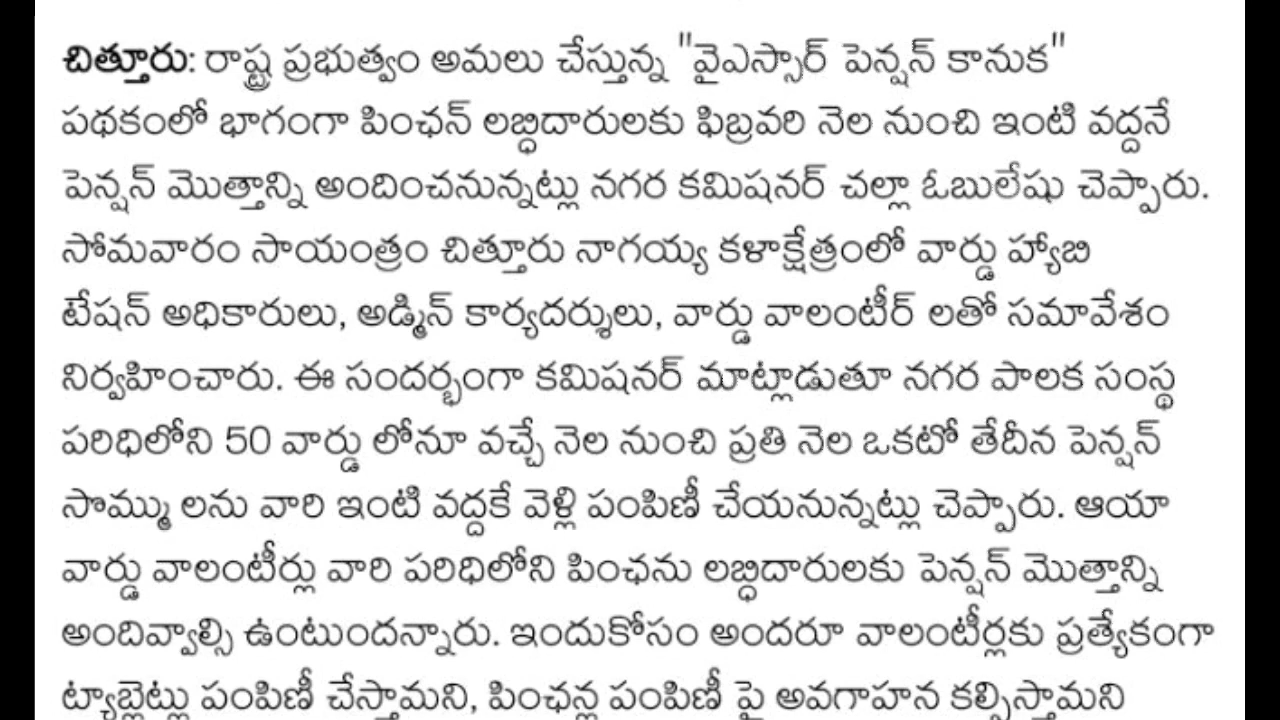 చిత్తూరు: రాష్ట్ర ప్రభుత్వం అమలు చేస్తున్న "వైఎస్సార్ పెన్షన్ కానుక"
పథకంలో భాగంగా పింఛన్ లబ్ధిదారులకు ఫిబ్రవరి నెల నుంచి ఇంటి వద్దనే
పెన్షన్ మొత్తాన్ని అందించనున్నట్లు నగర కమిషనర్ చల్లా ఓబులేషు చెప్పారు.
సోమవారం సాయంత్రం చిత్తూరు నాగయ్య కళాక్షేత్రంలో వార్డు హ్యాబి
టేషన్ అధికారులు, అడ్మిన్ కార్యదర్శులు, వార్డు వాలంటీర్ లతో సమావేశం
నిర్వహించారు. ఈ సందర్భంగా కమిషనర్ మాట్లాడుతూ నగర పాలక సంస్థ
పరిధిలోని 50 వార్డు లోనూ వచ్చే నెల నుంచి ప్రతి నెల ఒకటో తేదీన పెన్షన్
సొమ్ము లను వారి ఇంటి వద్దకే వెళ్లి పంపిణీ చేయనున్నట్లు చెప్పారు. ఆయా
వార్డు వాలంటీర్లు వారి పరిధిలోని పింఛను లబ్ధిదారులకు పెన్షన్ మొత్తాన్ని
అందివ్వాల్సి ఉంటుందన్నారు. ఇందుకోసం అందరూ వాలంటీర్లకు ప్రత్యేకంగా
ట్యాబ్లెట్లు పంపిణీ చేస్తామని, పింఛన్ల పంపిణీ పై అవగాహన కల్పిస్తామని